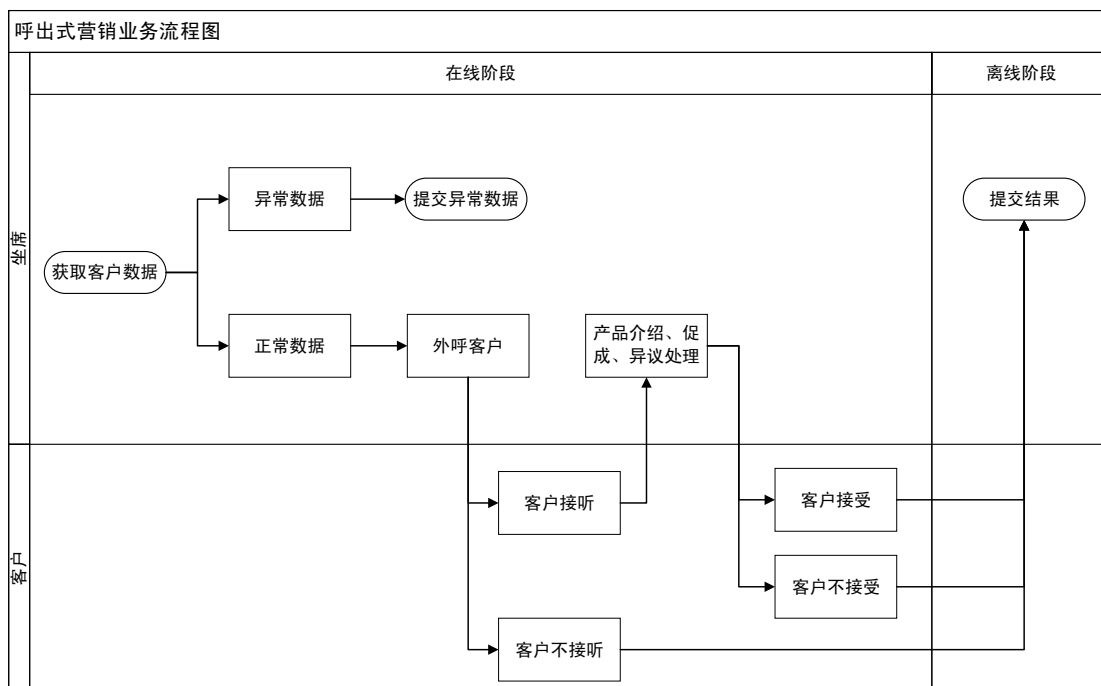 呼出式营销业务流程图
在线阶段
离线阶段
坐席
异常数据
提交异常数据
提交结果
获取客户数据
正常数据
外呼客户
产品介绍、促
成、异议处理
客户
客户接听
客户接受
客户不接受
客户不接听